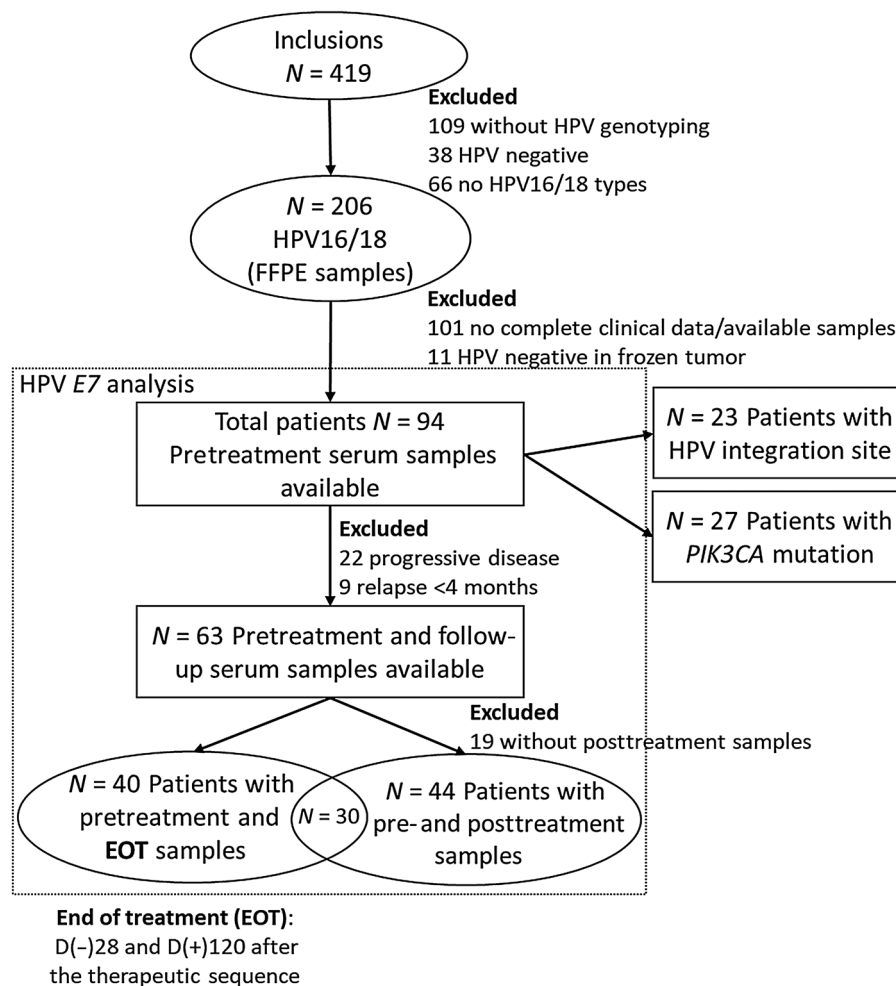 Inclusions
N = 419
Excluded
109 without HPV genotyping
38 HPV negative
66 no HPV16/18 types
N = 206
HPV16/18
(FFPE samples)
Excluded
101 no complete clinical data/available samples
11 HPV negative in frozen tumor
HPV E7 analysis
Total patients N = 94
Pretreatment serum samples
available
N = 23 Patients with
HPV integration site
N = 27 Patients with
PIK3CA mutation
Excluded
22 progressive disease
9 relapse <4 months
N = 63 Pretreatment and follow-
up serum samples available
Excluded
19 without posttreatment samples
N = 40 Patients with
pretreatment and
EOT samples
N = 30
N = 44 Patients with
pre-and posttreatment
samples
End of treatment (EOT):
D(−)28 and D(+)120 after
the therapeutic sequence